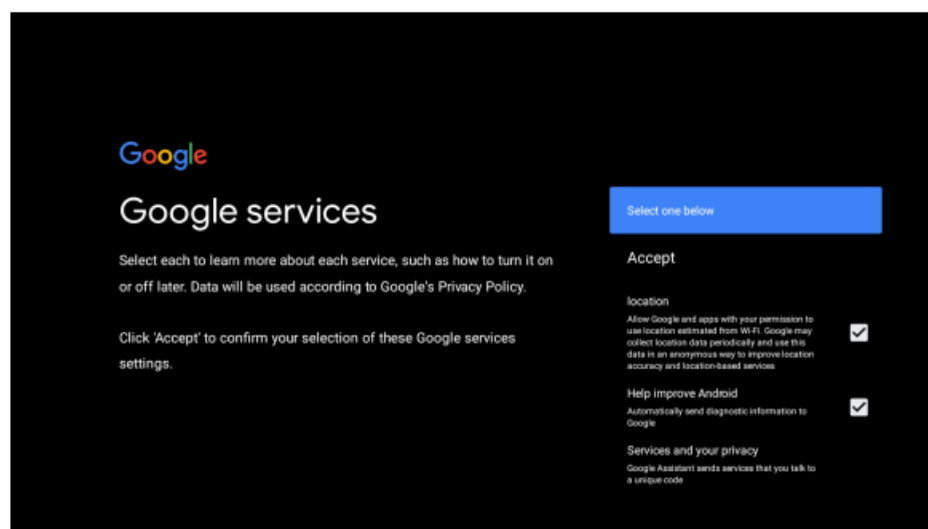 Google
Google services
Select each to learn more about each service, such as how to turn it on
or off later. Data will be used according to Google's Privacy Policy.
Click 'Accept' to confirm your selection of these Google services
settings.
Select one below
Accept
location
Allow Google and apps with your permission to
use location estimated from Wi-Fi. Google may
collect location data periodically and use this
data in an anonymous way to improve location
accuracy and location-based services
Help improve Android
Automatically send diagnostic information to
Google
Services and your privacy
Google Assistant sends services that you talk to
a unique code